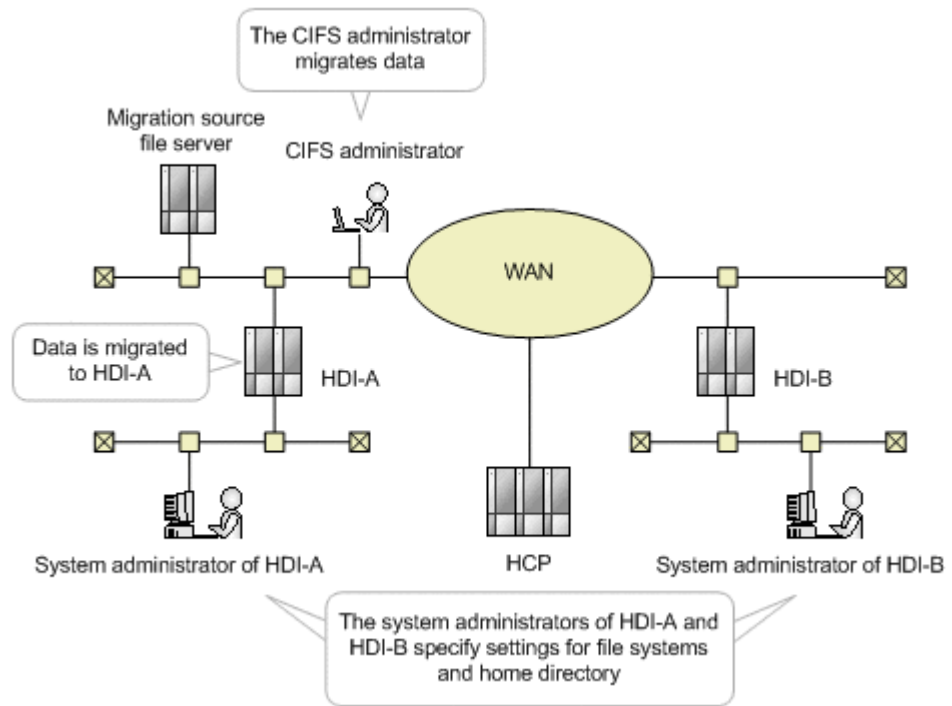 The CIFS administrator
migrates data
Migration source
file server
CIFS administrator
WAN
Data is migrated
to HDI-A
HDI-A
HDI-B
System administrator of HDI-A
HCP
System administrator of HDI-B
The system administrators of HDI-A and
HDI-B specify settings for file systems
and home directory